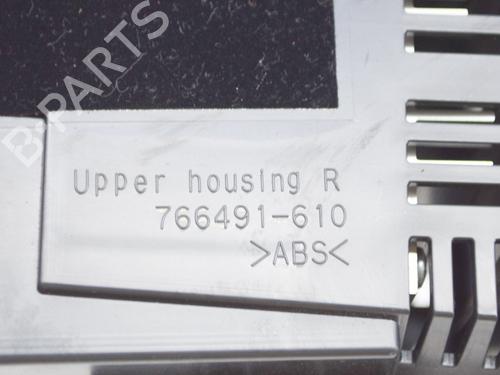 B-PARTS
Upper housing R
766491-610
>ABS<